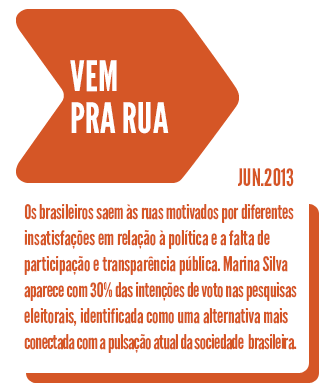 VEM
PRA RUA
JUN.2013
Os brasileiros saem às ruas motivados por diferentes
insatisfações em relação à política e a falta de
participação e transparência pública. Marina Silva
aparece com 30% das intenções de voto nas pesquisas
eleitorais, identificada como uma alternativa mais
conectada com a pulsação atual da sociedade brasileira.